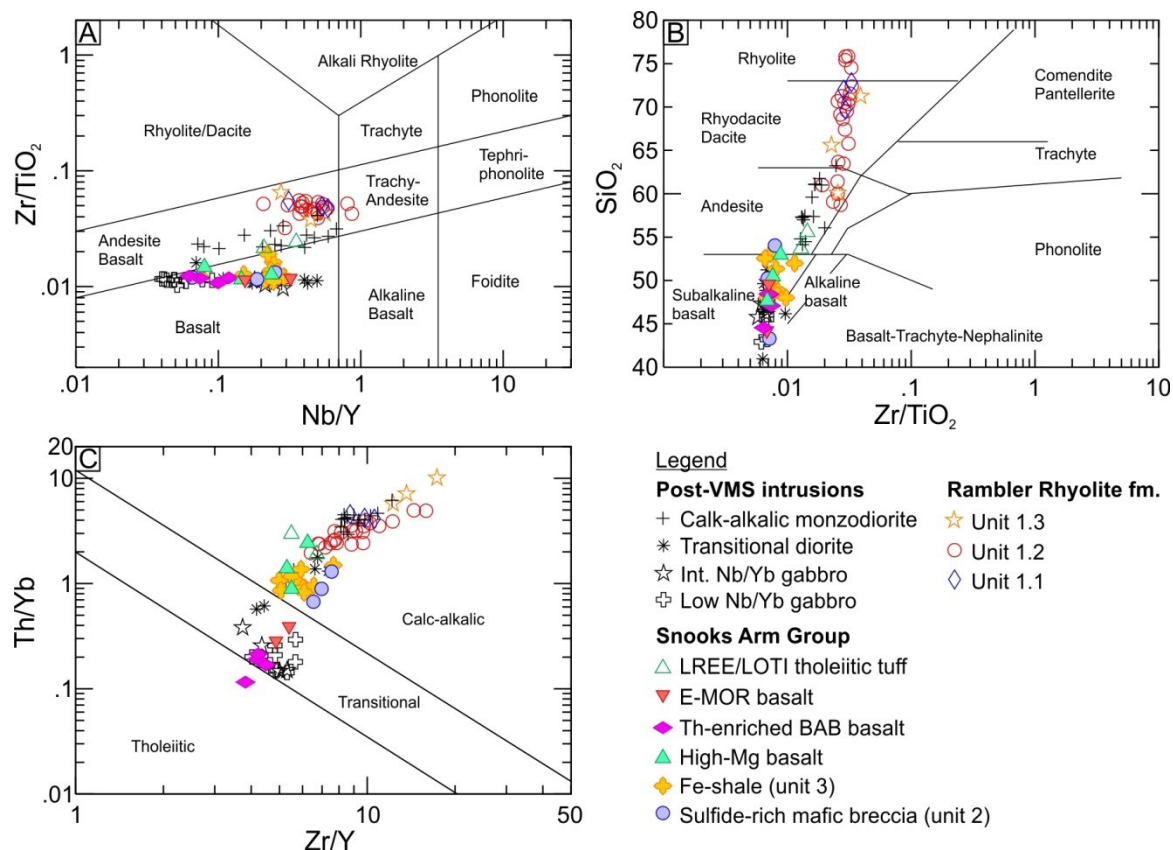 A
1
.1
.01
Zr/TiO2
Alkali Rhyolite
Rhyolite/Dacite
Trachyte
Phonolite
Tephri-
phonolite
Trachy-
Andesite
Andesite
Basalt
Basalt
Alkaline
Basalt
Foidite
.01
.1
1
10
Nb/Y
B
80
75
70
65
60
55
50
45
40
SiO2
Rhyolite
Comendite
Pantellerite
Rhyodacite
Dacite
Trachyte
Andesite
Phonolite
Subalkaline
basalt
Alkaline
basalt
Basalt-Trachyte-Nephelinite
.01
.1
1
10
Zr/TiO2
C
20
10
1
.1
.01
Th/Yb
Calc-alkalic
Transitional
Tholeiitic
1
10
50
Zr/Y
Legend
Post-VMS intrusions
Calk-alkalic monzodiorite
Transitional diorite
Int. Nb/Yb gabbro
Low Nb/Yb gabbro
Snooks Arm Group
LREE/LOTI tholeiitic tuff
E-MOR basalt
Th-enriched BAB basalt
High-Mg basalt
Fe-shale (unit 3)
Sulfide-rich mafic breccia (unit 2)
Rambler Rhyolite fm.
Unit 1.3
Unit 1.2
Unit 1.1